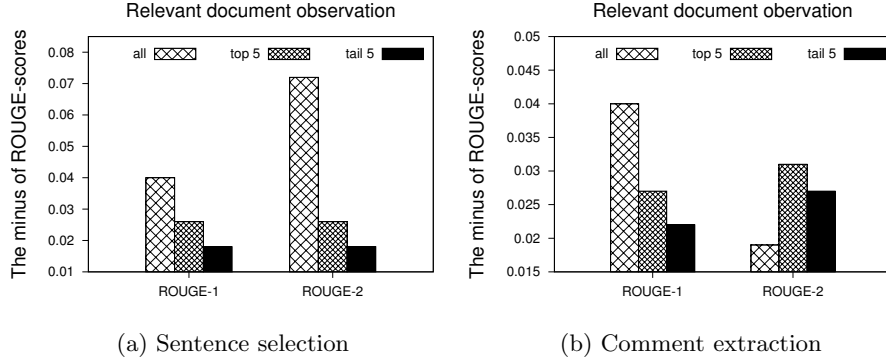 Relevant document observation
The minus of ROUGE-scores
0.08
0.07
0.06
0.05
0.04
0.03
0.02
0.01
all
top 5
tail 5
ROUGE-1
ROUGE-2
(a) Sentence selection
Relevant document obervation
The minus of ROUGE-scores
0.05
0.045
0.04
0.035
0.03
0.025
0.02
0.015
all
top 5
tail 5
ROUGE-1
ROUGE-2
(b) Comment extraction